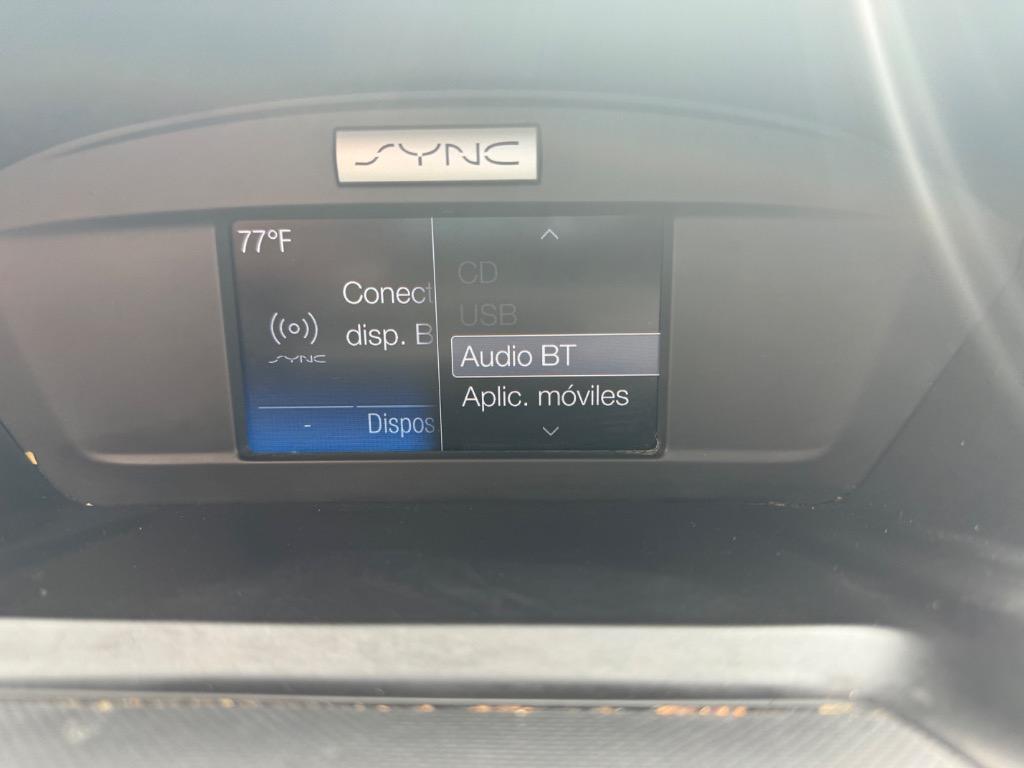 SYNC
77°F
Conect
disp. B
SYNC
- Dispos
CD
USB
Audio BT
Aplic. móviles